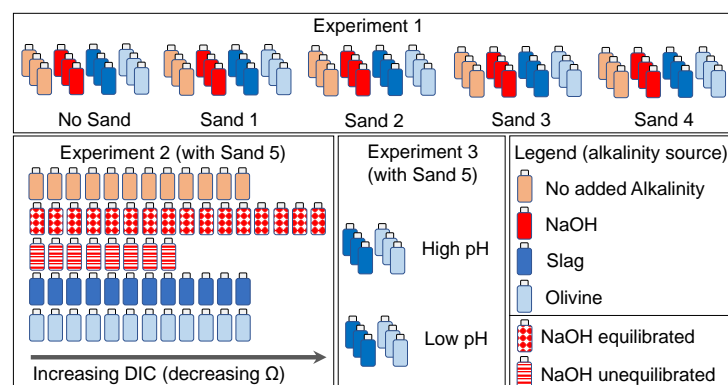 Experiment 1
No Sand
Sand 1
Sand 2
Sand 3
Sand 4
Experiment 2 (with Sand 5)
Increasing DIC (decreasing Ω)
Experiment 3
(with Sand 5)
High pH
Low pH
Legend (alkalinity source)
No added Alkalinity
NaOH
Slag
Olivine
NaOH equilibrated
NaOH unequilibrated